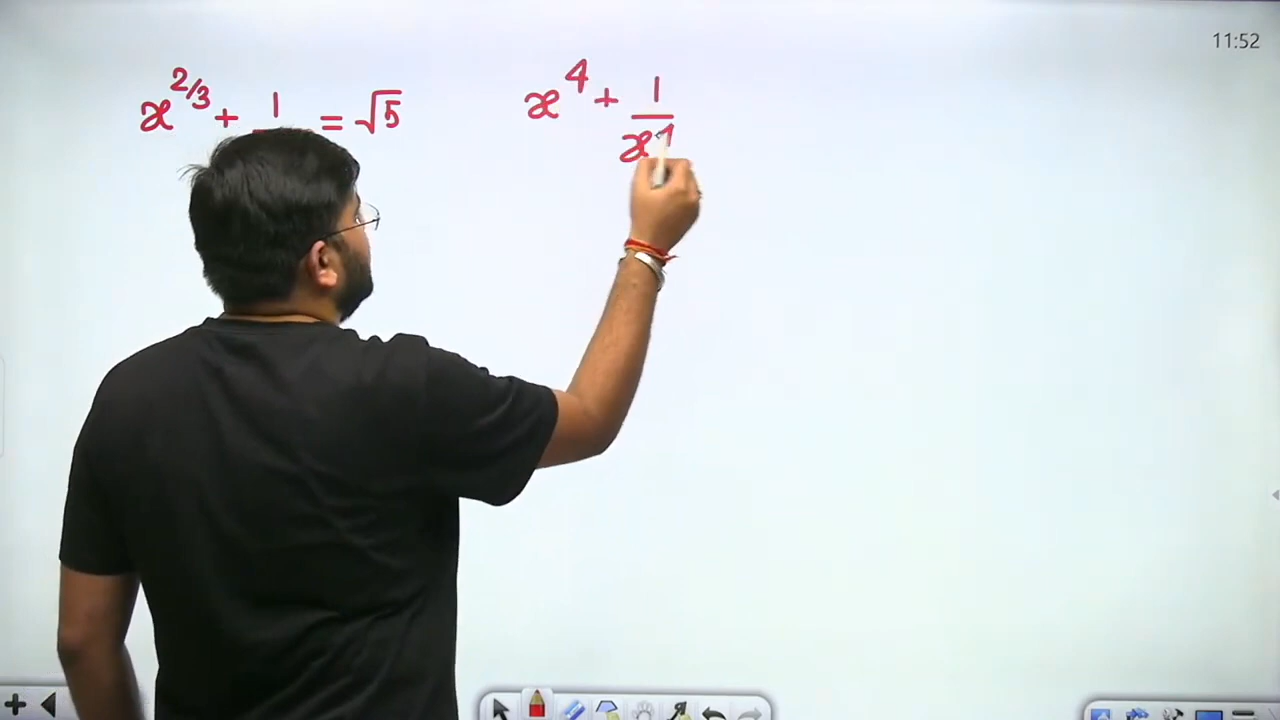 11:52
x^{2/3} + 1 = √5
x^4 + 1/x^4